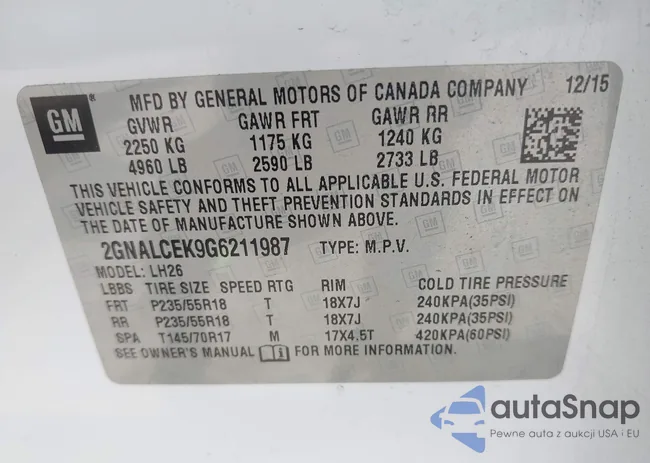 GM
MFD BY GENERAL MOTORS OF CANADA COMPANY 12/15
GVWR GAWR FRT GAWR RR
2250 KG 1175 KG 1240 KG
4960 LB 2590 LB 2733 LB
THIS VEHICLE CONFORMS TO ALL APPLICABLE U.S. FEDERAL MOTOR
VEHICLE SAFETY AND THEFT PREVENTION STANDARDS IN EFFECT ON
THE DATE OF MANUFACTURE SHOWN ABOVE.
2GNALCEK9G6211987 TYPE: M.P.V.
MODEL: LH26
LBBS TIRE SIZE SPEED RTG RIM COLD TIRE PRESSURE
FRT P235/55R18 T 18X7J 240KPA(35PSI)
RR P235/55R18 T 18X7J 240KPA(35PSI)
SPA T145/70R17 M 17X4.5T 420KPA(60PSI)
SEE OWNER'S MANUAL FOR MORE INFORMATION.
autaSnap
Pewne auta z aukcji USA i EU